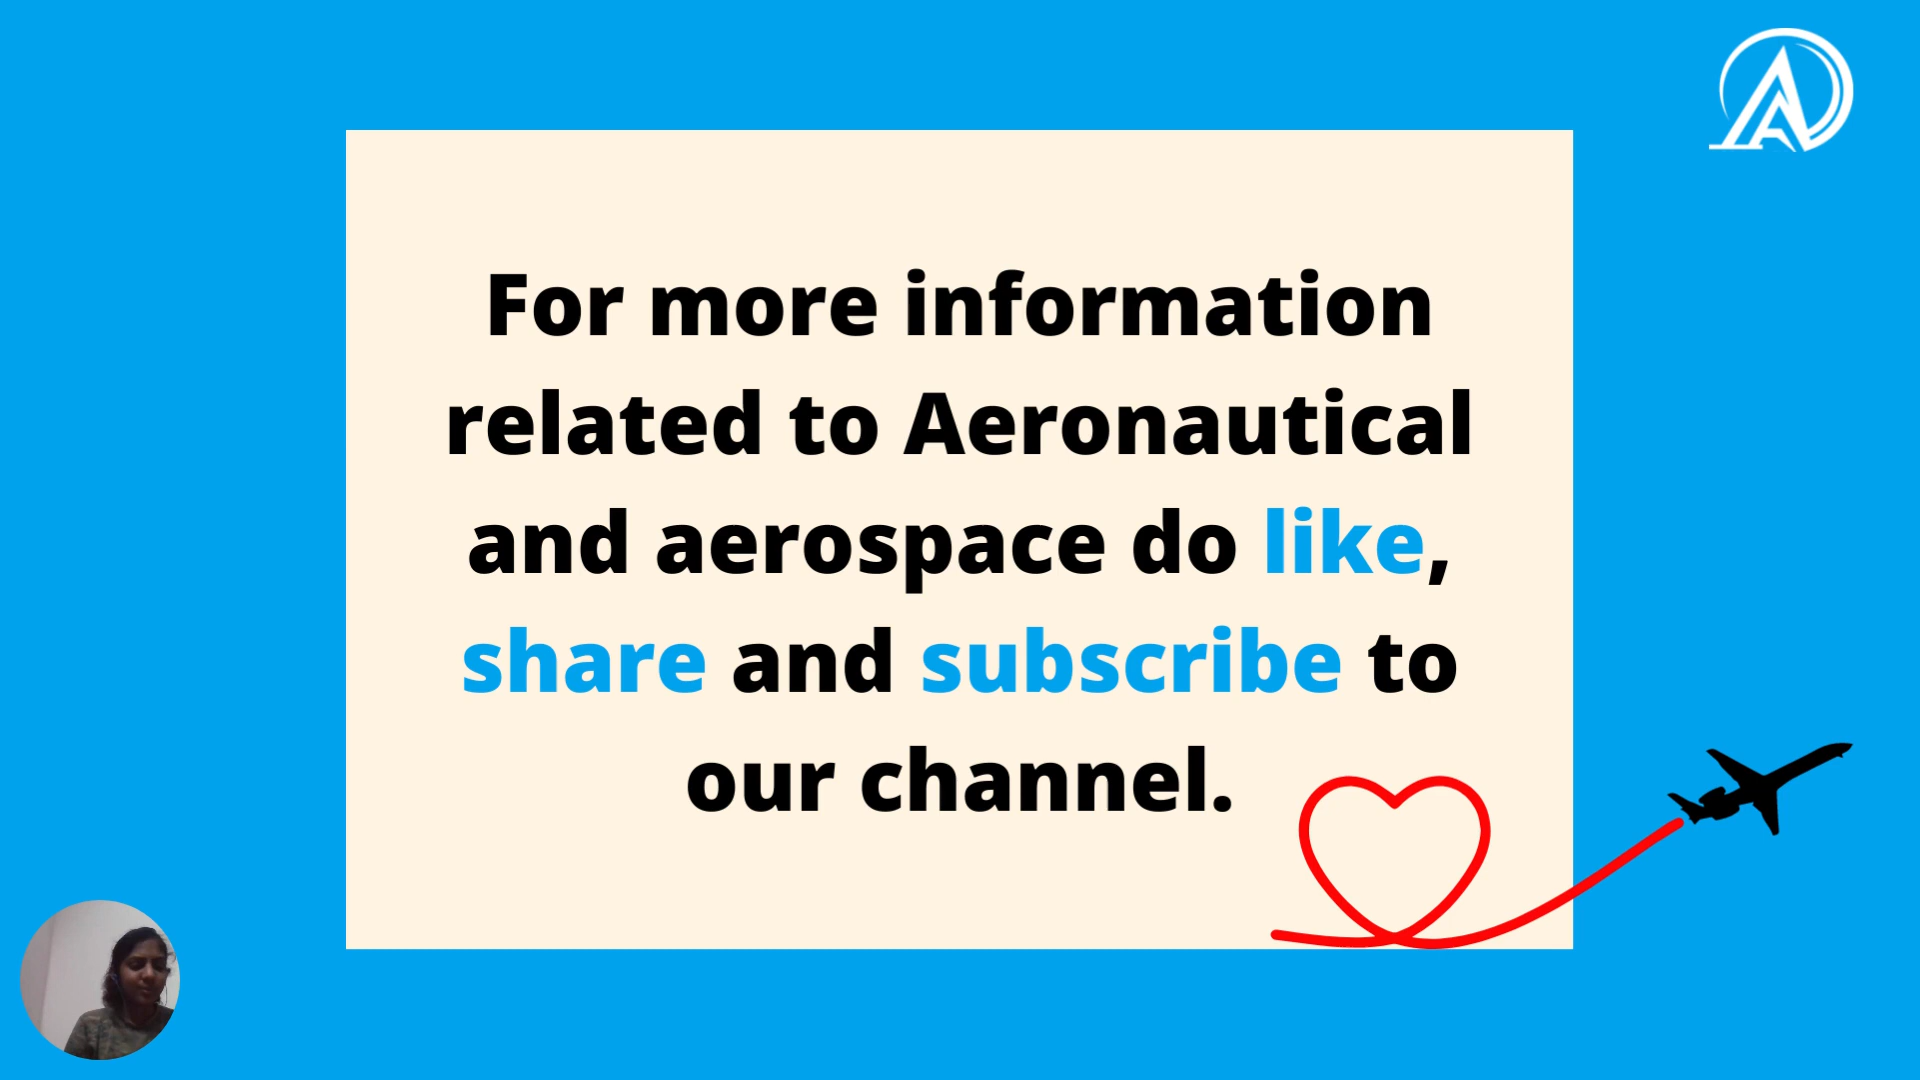 For more information
related to Aeronautical
and aerospace do like,
share and subscribe to
our channel.